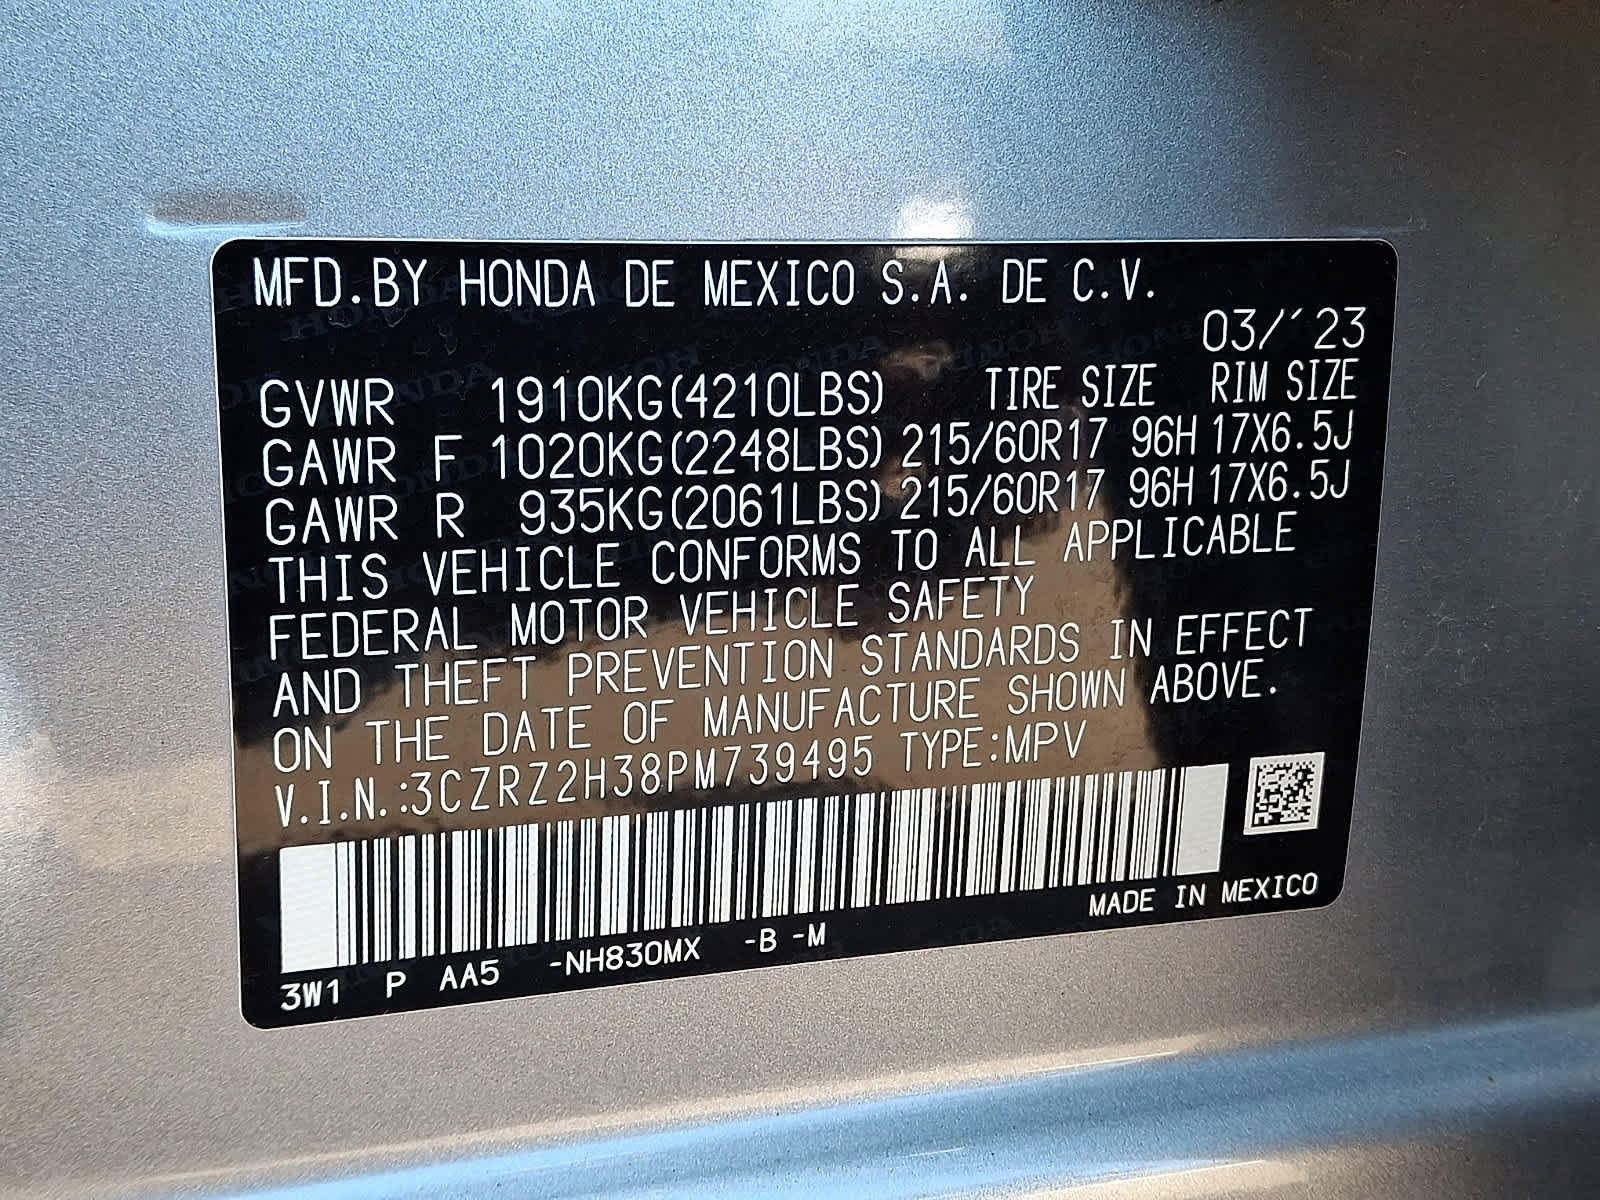 MFD.BY HONDA DE MEXICO S.A. DE C.V.
03/´23
GVWR 1910KG(4210LBS) TIRE SIZE RIM SIZE
GAWR F 1020KG(2248LBS) 215/60R17 96H 17X6.5J
GAWR R 935KG(2061LBS) 215/60R17 96H 17X6.5J
THIS VEHICLE CONFORMS TO ALL APPLICABLE
FEDERAL MOTOR VEHICLE SAFETY
AND THEFT PREVENTION STANDARDS IN EFFECT
ON THE DATE OF MANUFACTURE SHOWN ABOVE.
V.I.N.:3CZRZ2H38PM739495 TYPE:MPV
MADE IN MEXICO
3W1 P AA5 -NH830MX -B -M